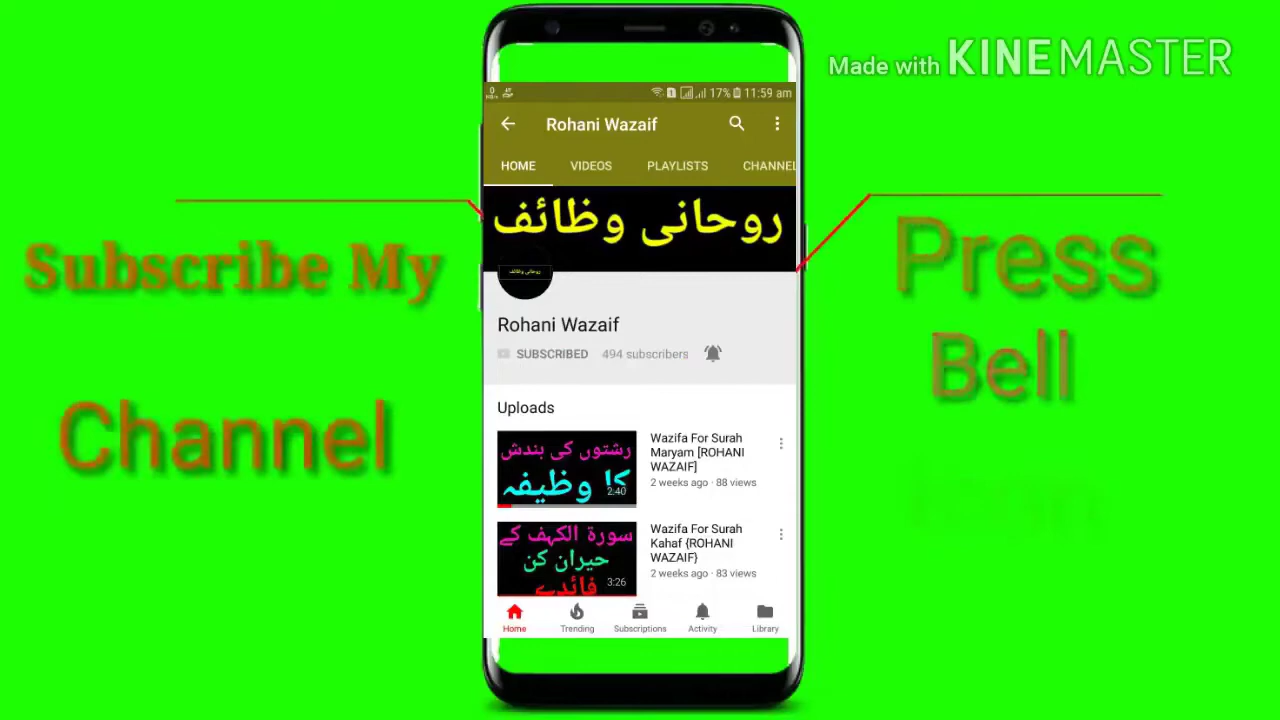 Made with KINEMASTER
17% 11:59 am
Rohani Wazaif
HOME VIDEOS PLAYLISTS CHANNEL
روحانی وظائف
روحانی وظائف
Rohani Wazaif
SUBSCRIBED 494 subscribers
Uploads
رشتوں کی بندش
کا وظیفہ
2:40
Wazifa For Surah
Maryam [ROHANI
WAZAIF]
2 weeks ago · 88 views
سورۃ الکہف کے
حیران کن
فائدے
3:26
Wazifa For Surah
Kahaf {ROHANI
WAZAIF}
2 weeks ago · 83 views
Home Trending Subscriptions Activity Library
Subscribe My
Channel
Press
Bell